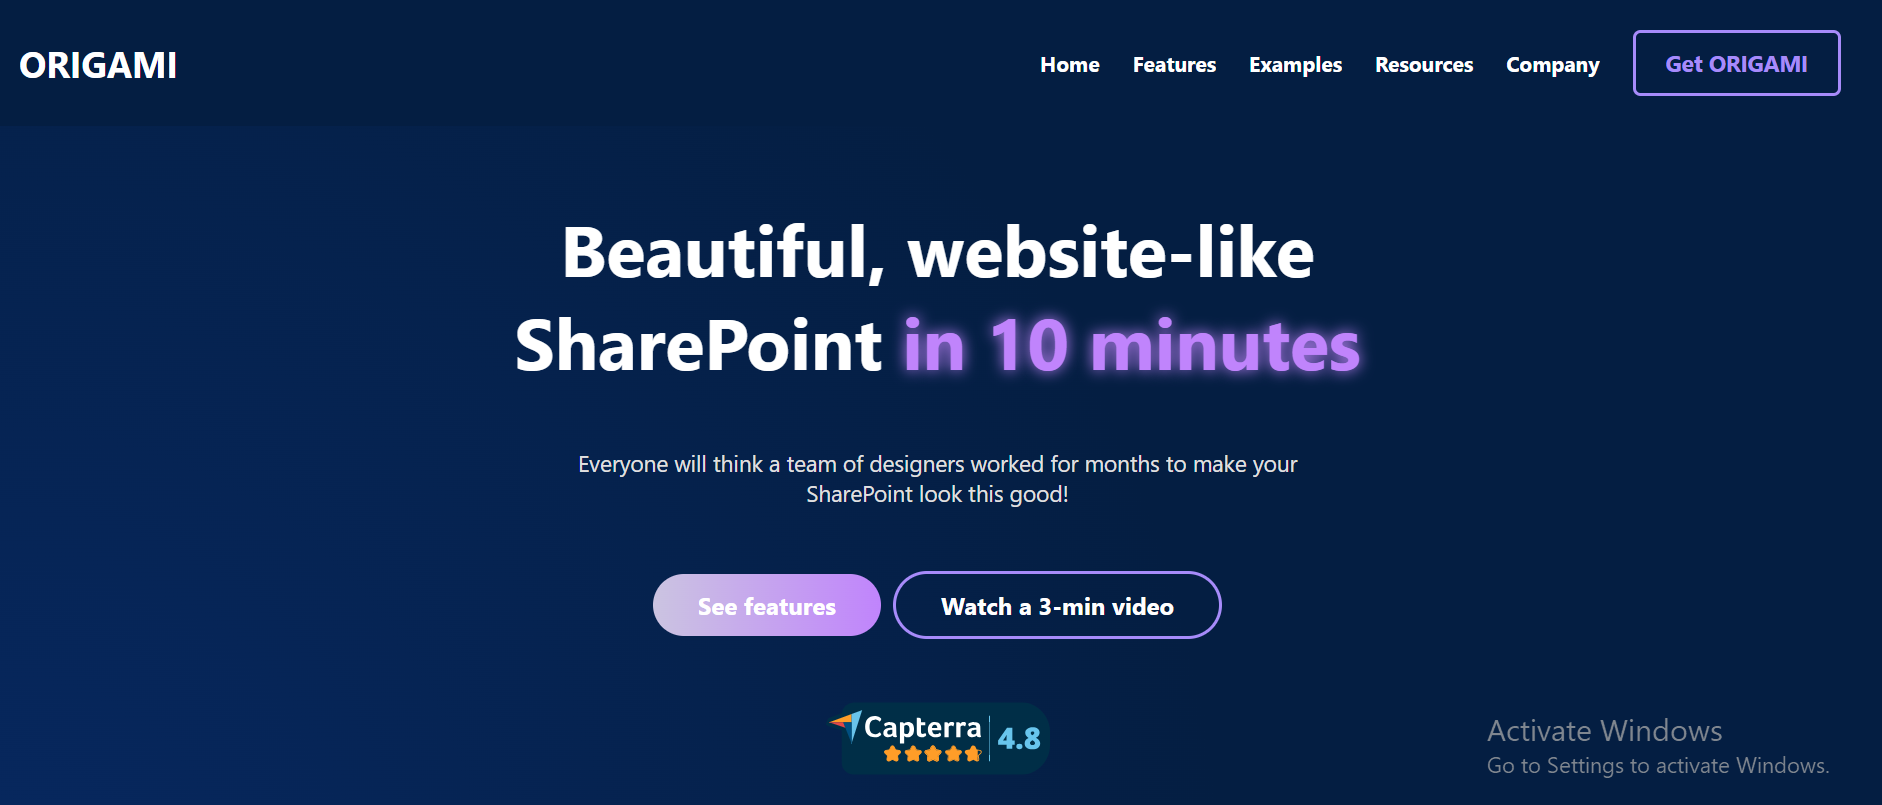 ORIGAMI
Home Features Examples Resources Company Get ORIGAMI
Beautiful, website-like
SharePoint in 10 minutes
Everyone will think a team of designers worked for months to make your
SharePoint look this good!
See features Watch a 3-min video
Capterra 4.8
Activate Windows
Go to Settings to activate Windows.